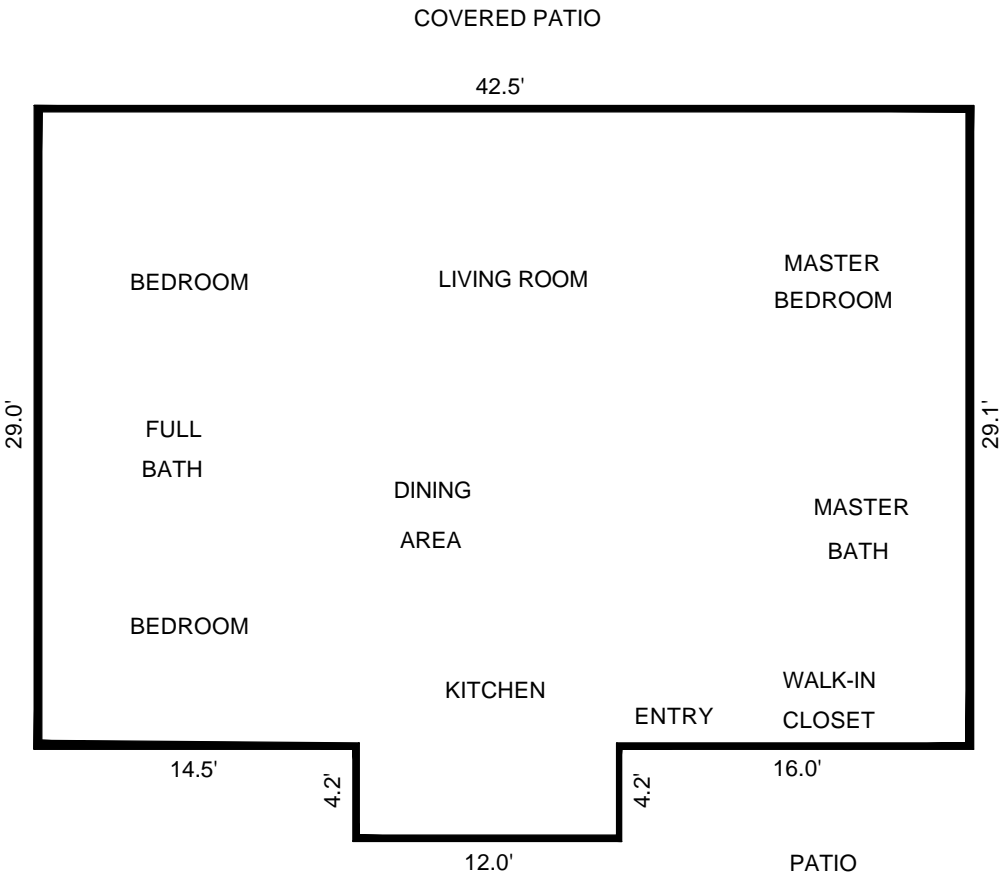 COVERED PATIO
42.5'
MASTER
BEDROOM
LIVING ROOM
BEDROOM
29.0'
29.1'
FULL
BATH
DINING
AREA
MASTER
BATH
BEDROOM
KITCHEN
ENTRY
WALK-IN
CLOSET
14.5'
4.2'
4.2'
16.0'
12.0'
PATIO